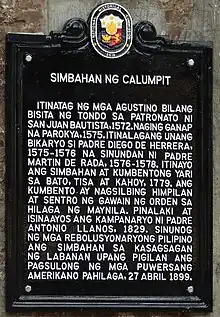 SIMBAHAN NG CALUMPIT
ITINATAG NG MGA AGUSTINO BILANG
BISITA NG TONDO SA PATRONATO NI
SAN JUAN BAUTISTA, 1572. NAGING GANAP
NA PAROKYA, 1575. ITINALAGANG UNANG
BIKARYO SI PADRE DIEGO DE HERRERA,
1575-1576 NA SINUNDAN NI PADRE
MARTIN DE RADA, 1576-1578. ITINAYO
ANG SIMBAHAN AT KUMBENTONG YARI
SA BATO, TISA AT KAHOY, 1779. ANG
KUMBENTO AY NAGSILBING HIMPILAN
AT SENTRO NG GAWAIN NG ORDEN SA
HILAGA NG MAYNILA. PINALAKI AT
ISINAAYOS ANG KAMPANARYO NI PADRE
ANTONIO LLANOS, 1829. SINUNOG
NG MGA REBOLUSYONARYONG PILIPINO
ANG SIMBAHAN SA KASAGSAGAN
NG LABANAN UPANG PIGILAN ANG
PAGSULONG NG MGA PUWERSANG
AMERIKANO PAHILAGA, 27 ABRIL 1899.